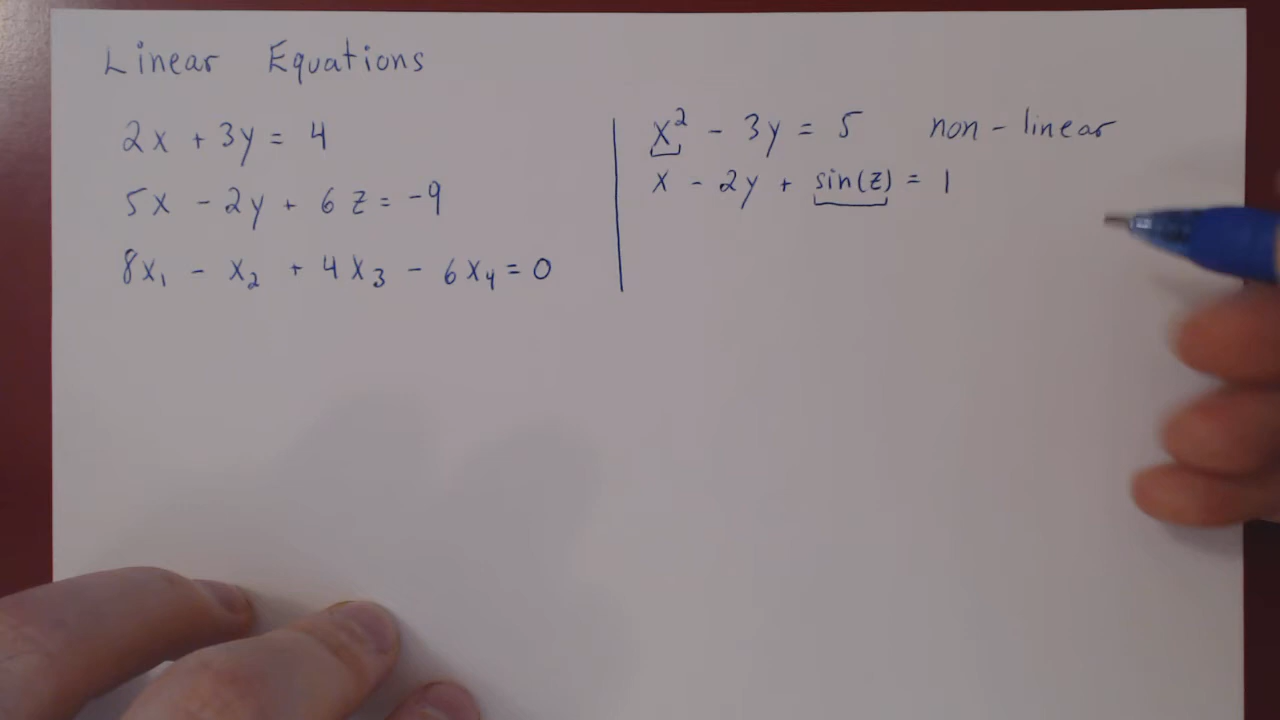 Linear Equations
2x + 3y = 4
5x - 2y + 6z = -9
8x₁ - x₂ + 4x₃ - 6x₄ = 0
x² - 3y = 5 non-linear
x - 2y + sin(z) = 1